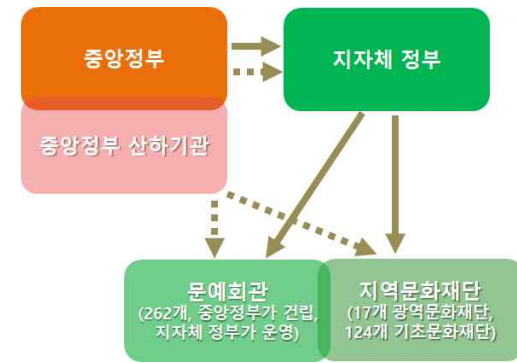 중앙정부
지자체 정부
중앙정부 산하기관
문예회관
(262개, 중앙정부가 건립,
지자체 정부가 운영)
지역문화재단
(17개 광역문화재단,
124개 기초문화재단)